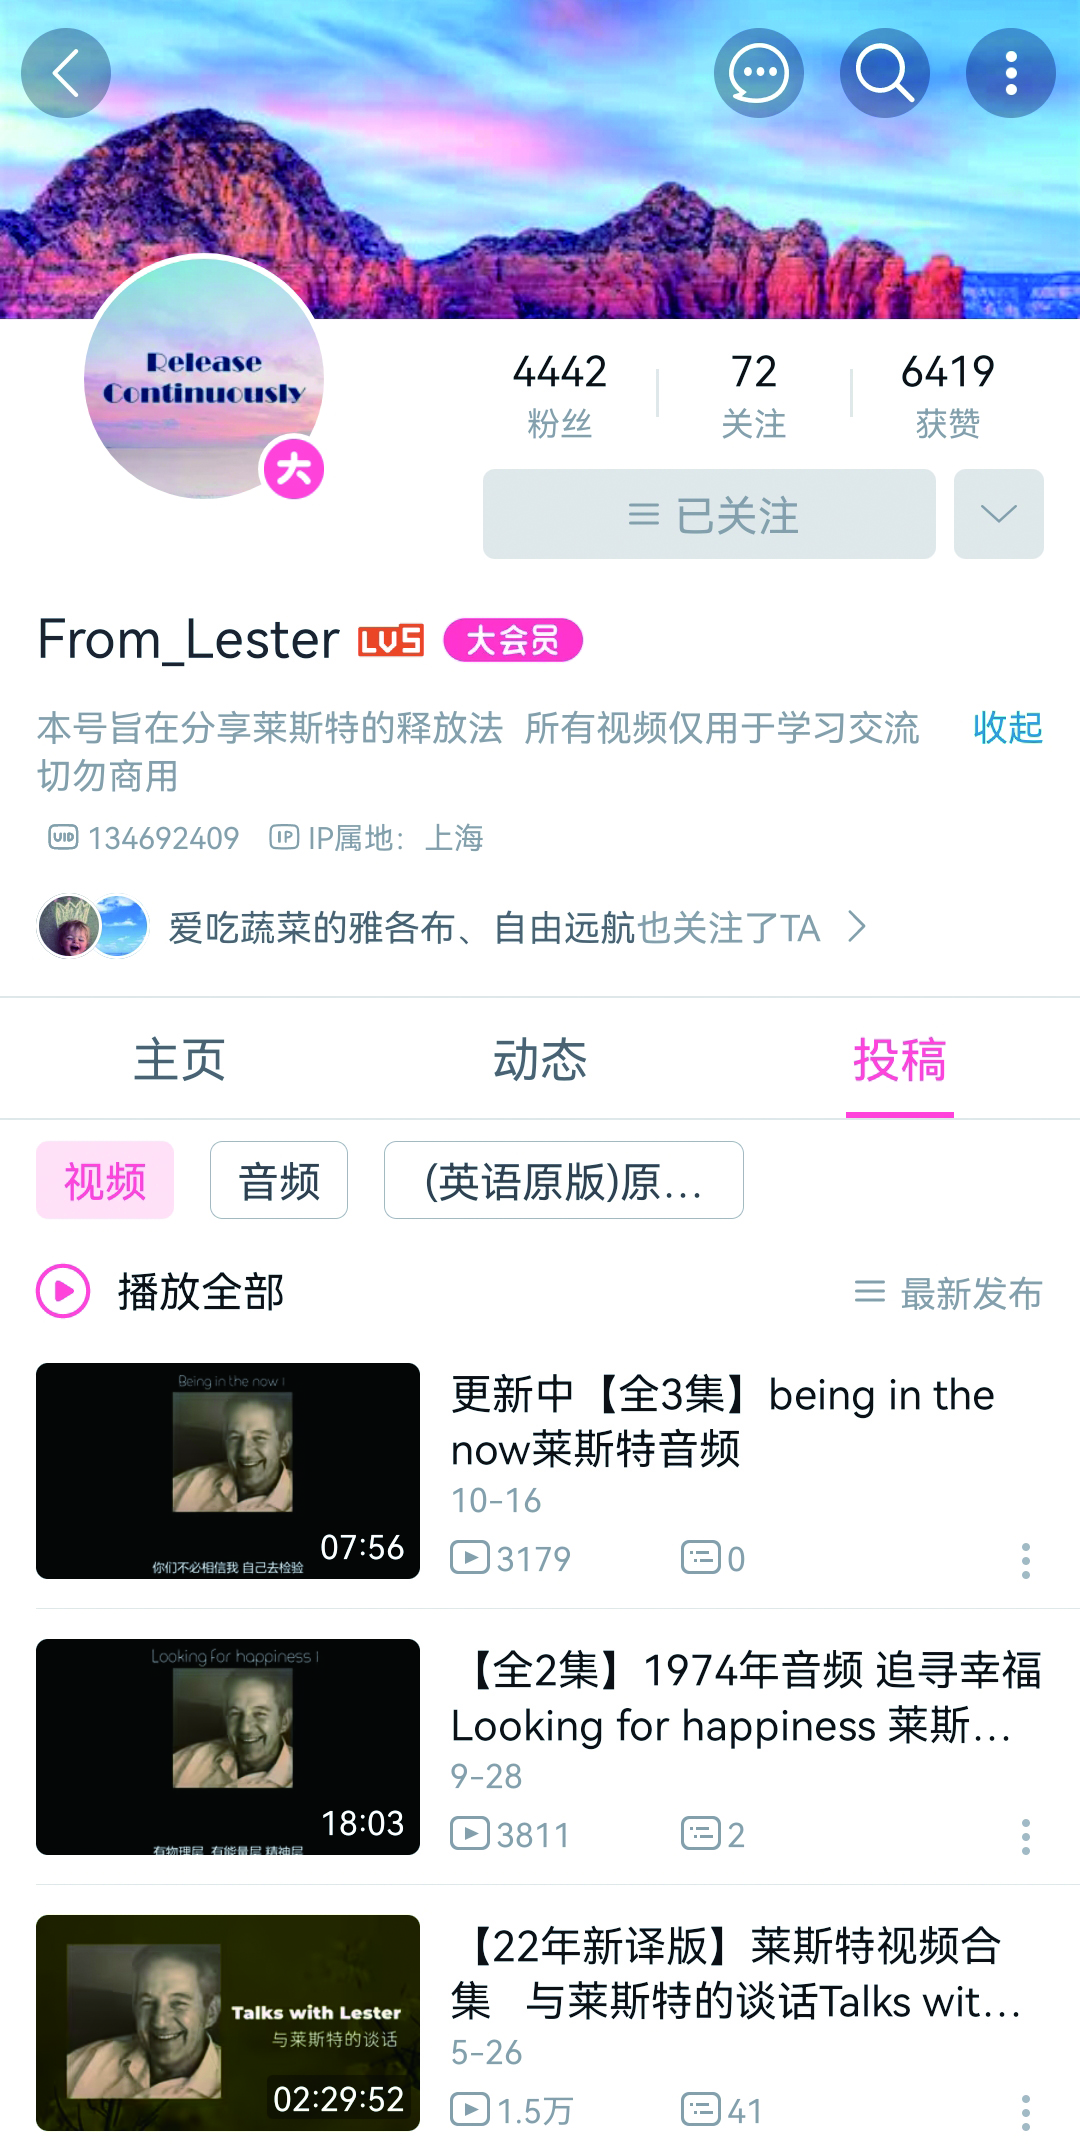 Release
Continuously
大
4442
粉丝
72
关注
6419
获赞
已关注
From_Lester LV5 大会员
本号旨在分享莱斯特的释放法 所有视频仅用于学习交流 收起
切勿商用
UID 134692409 IP IP属地：上海
爱吃蔬菜的雅各布、自由远航也关注了TA
主页 动态 投稿
视频 音频 (英语原版)原...
播放全部 最新发布
Being in the now I
你们不必相信我 自己去检验
07:56
更新中【全3集】being in the
now莱斯特音频
10-16
3179 0
Looking for happiness I
有物理层 有能量层 精神层
18:03
【全2集】1974年音频 追寻幸福
Looking for happiness 莱斯...
9-28
3811 2
Talks with Lester
与莱斯特的谈话
02:29:52
【22年新译版】莱斯特视频合
集 与莱斯特的谈话Talks wit...
5-26
1.5万 41